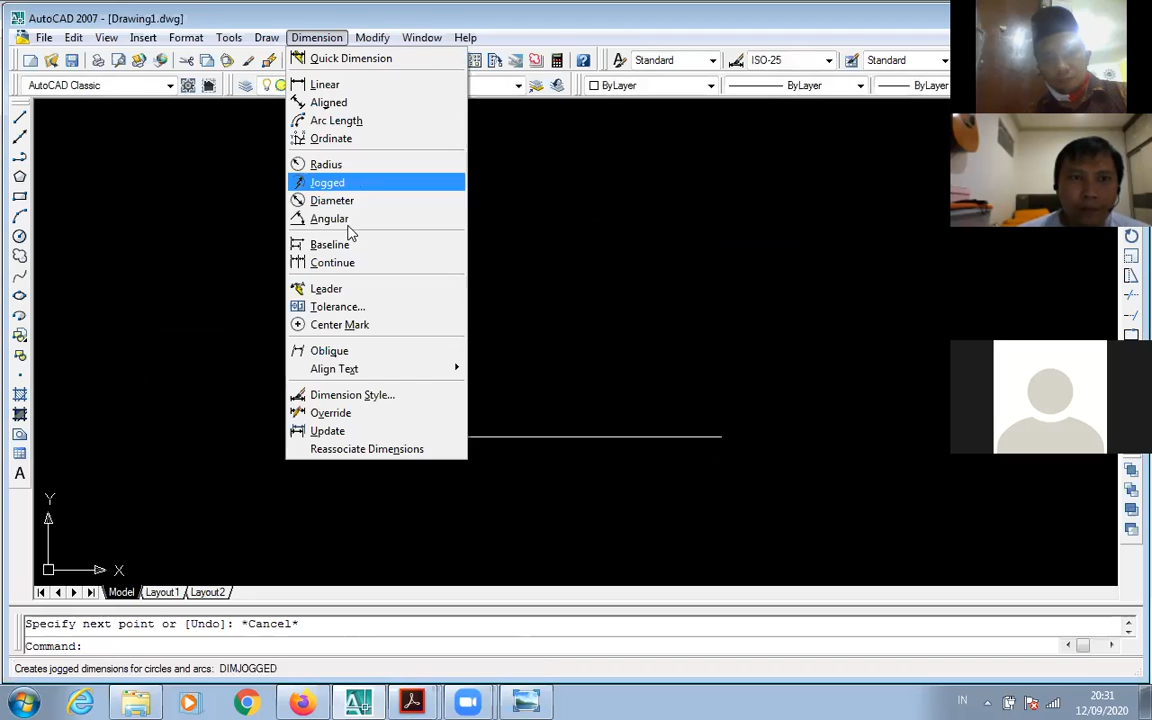 AutoCAD 2007 - [Drawing1.dwg]
File Edit View Insert Format Tools Draw Dimension Modify Window Help
Standard ISO-25 Standard
AutoCAD Classic ByLayer ByLayer ByLayer
Quick Dimension
Linear
Aligned
Arc Length
Ordinate
Radius
Jogged
Diameter
Angular
Baseline
Continue
Leader
Tolerance...
Center Mark
Oblique
Align Text
Dimension Style...
Override
Update
Reassociate Dimensions
A
Y
X
Model Layout1 Layout2
Specify next point or [Undo]: *Cancel*
Command:
Creates jogged dimensions for circles and arcs: DIMJOGGED
IN
20:31
12/09/2020